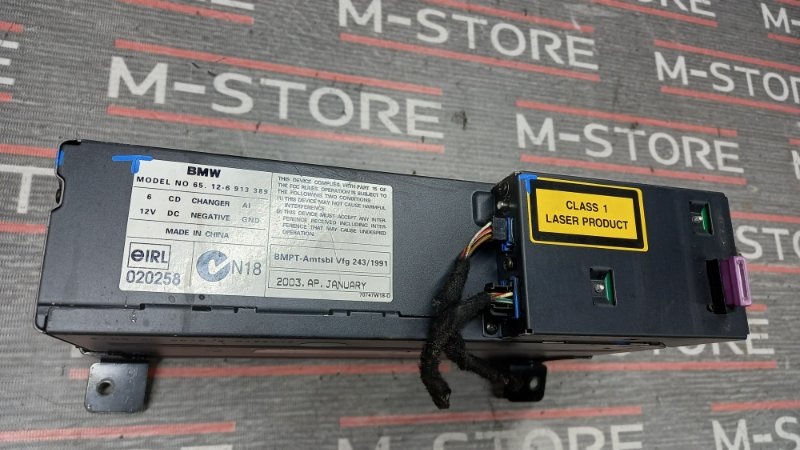 M-STORE
M-STORE
M-STORE
M-STORE
M-STORE
M-STORE
M-STORE
M-STORE
M-STORE
BMW
MODEL NO 65. 12-6 913 389
6 CD CHANGER AI
12V DC NEGATIVE GND
MADE IN CHINA
eIRL
020258
N18
THIS DEVICE COMPLIES WITH PART 15 OF
THE FCC RULES. OPERATION IS SUBJECT TO
THE FOLLOWING TWO CONDITIONS
(1) THIS DEVICE MAY NOT CAUSE HARMFUL
INTERFERENCE.
(2) THIS DEVICE MUST ACCEPT ANY INTER-
FERENCE RECEIVED INCLUDING INTER-
FERENCE THAT MAY CAUSE UNDESIRED
OPERATION.
BMPT-Amtsbl Vfg 243/1991
2003. AP. JANUARY
70747W18-D
CLASS 1
LASER PRODUCT